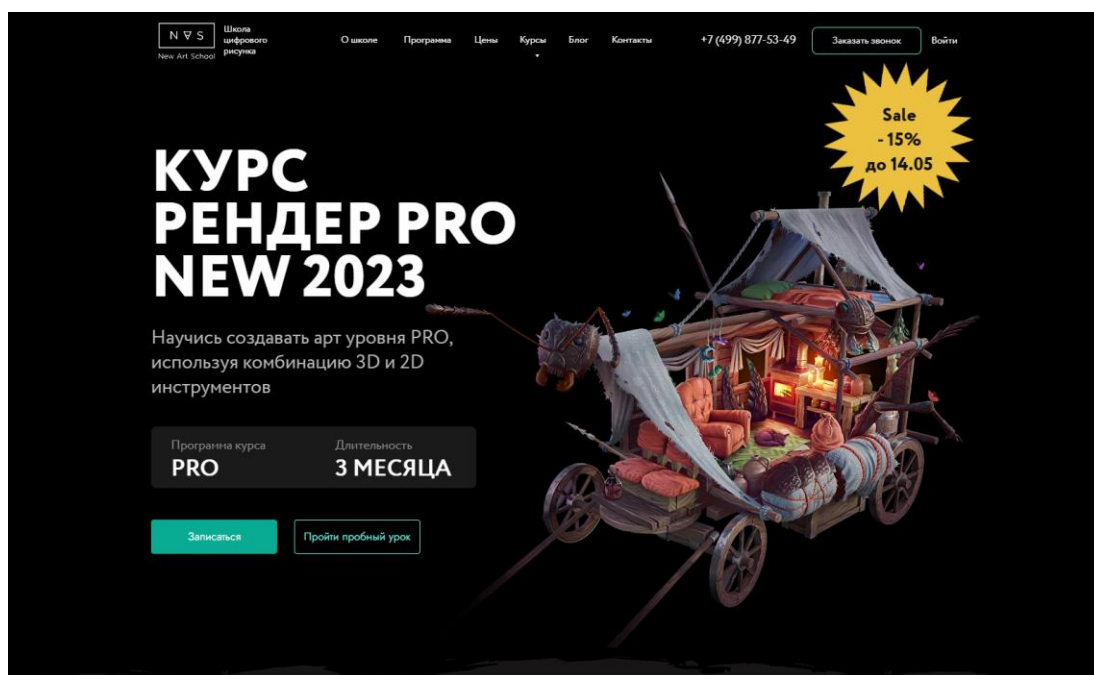 N A S
New Art School
Школа
цифрового
рисунка
О школе
Программа
Цены
Курсы
Блог
Контакты
+7 (499) 877-53-49
Заказать звонок
Войти
Sale
- 15%
до 14.05
КУРС
РЕНДЕР PRO
NEW 2023
Научись создавать арт уровня PRO,
используя комбинацию 3D и 2D
инструментов
Программа курса
PRO
Длительность
3 МЕСЯЦА
Записаться
Пройти пробный урок